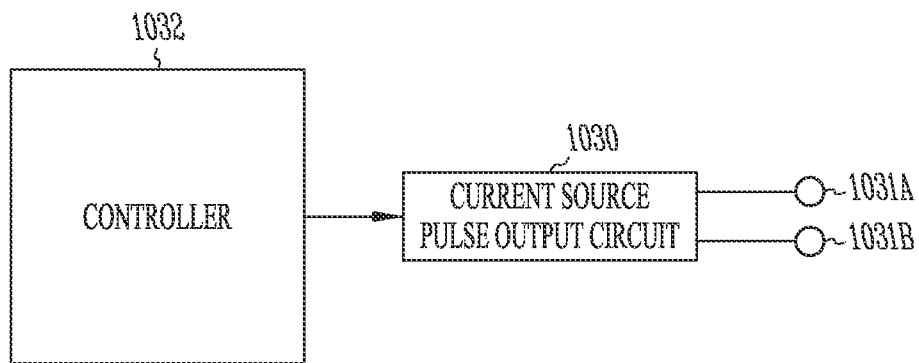 1032
1030
CURRENT SOURCE
PULSE OUTPUT CIRCUIT
1031A
CONTROLLER
1031B